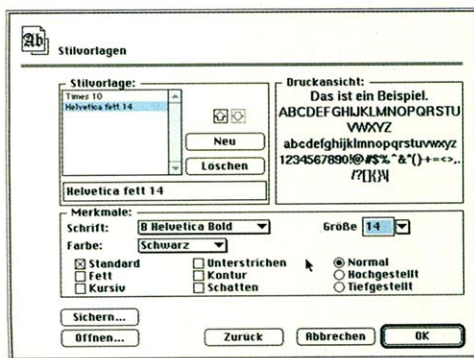 Ab
Stilvorlagen
Stilvorlage:
Times 10
Helvetica fett 14
Neu
Löschen
Helvetica fett 14
Druckansicht:
Das ist ein Beispiel.
ABCDEFGHIJKLMNOPQRSTU
VWXYZ
abcdefghijklmnopqrstuvwxyz
1234567890!@#$%^&*()+=<>,.
/?[]{}\|
Merkmale:
Schrift: B Helvetica Bold
Größe 14
Farbe: Schwarz
Standard Unterstrichen Normal
Fett Kontur Hochgestellt
Kursiv Schatten Tiefgestellt
Sichern...
Öffnen... Zurück Abbrechen OK